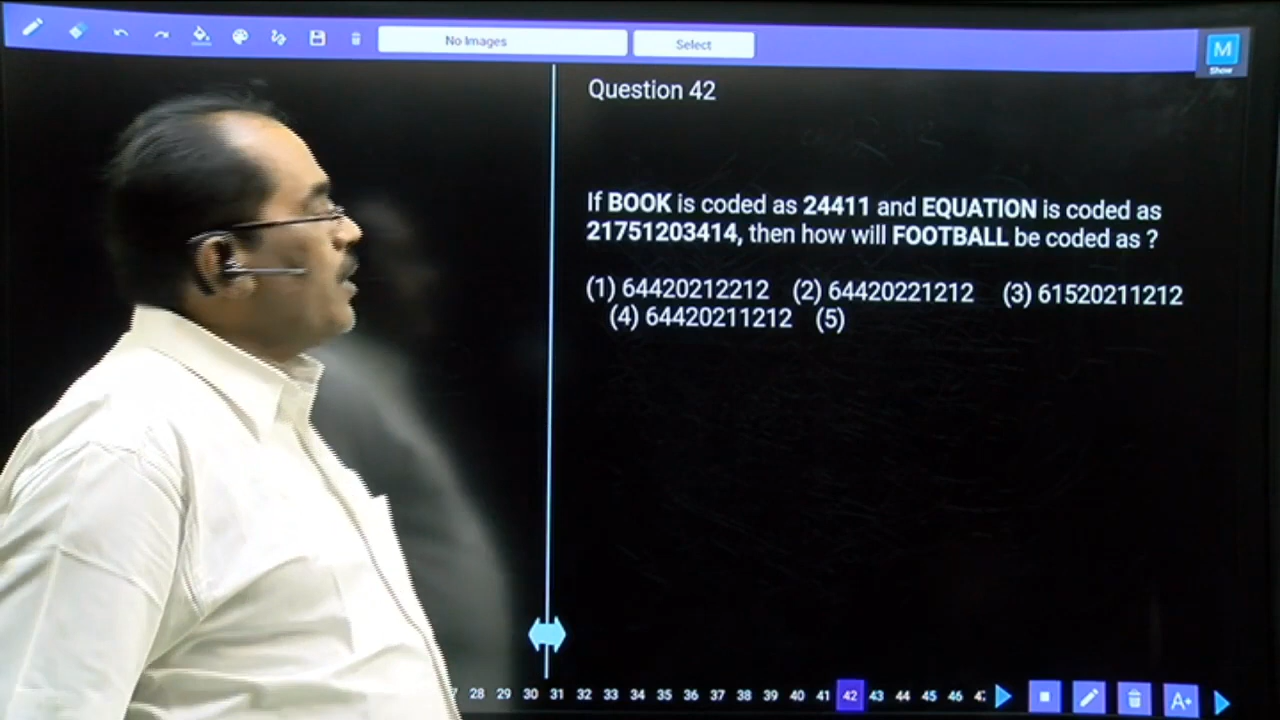 No Images
Select
M
Show
Question 42
If BOOK is coded as 24411 and EQUATION is coded as
21751203414, then how will FOOTBALL be coded as ?
(1) 64420212212 (2) 64420221212 (3) 61520211212
(4) 64420211212 (5)
28 29 30 31 32 33 34 35 36 37 38 39 40 41 42 43 44 45 46
A+